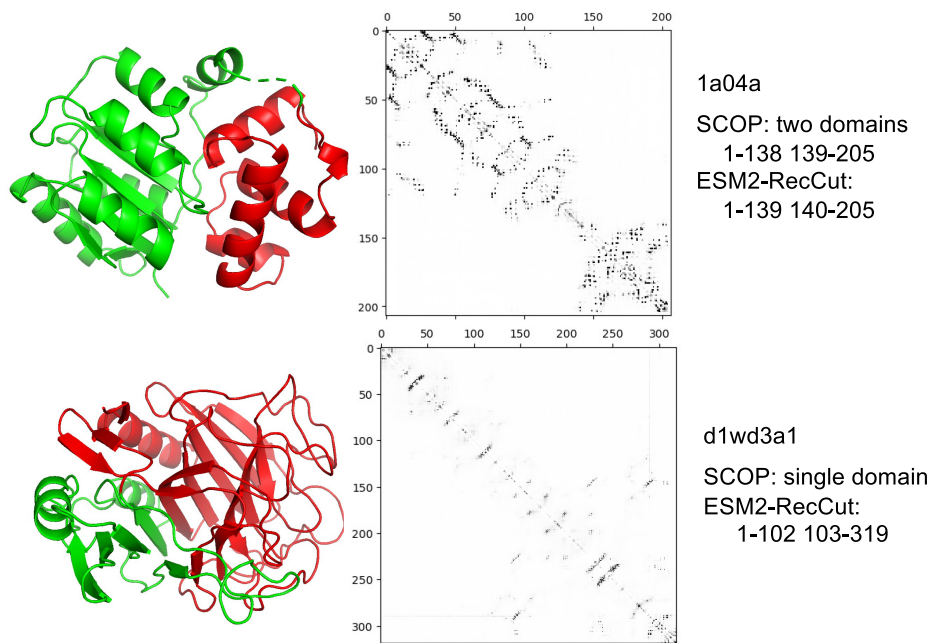 0 50 100 150 200
0
50
100
150
200
1a04a
SCOP: two domains
1-138 139-205
ESM2-RecCut:
1-139 140-205
0 50 100 150 200 250 300
0
50
100
150
200
250
300
d1wd3a1
SCOP: single domain
ESM2-RecCut:
1-102 103-319